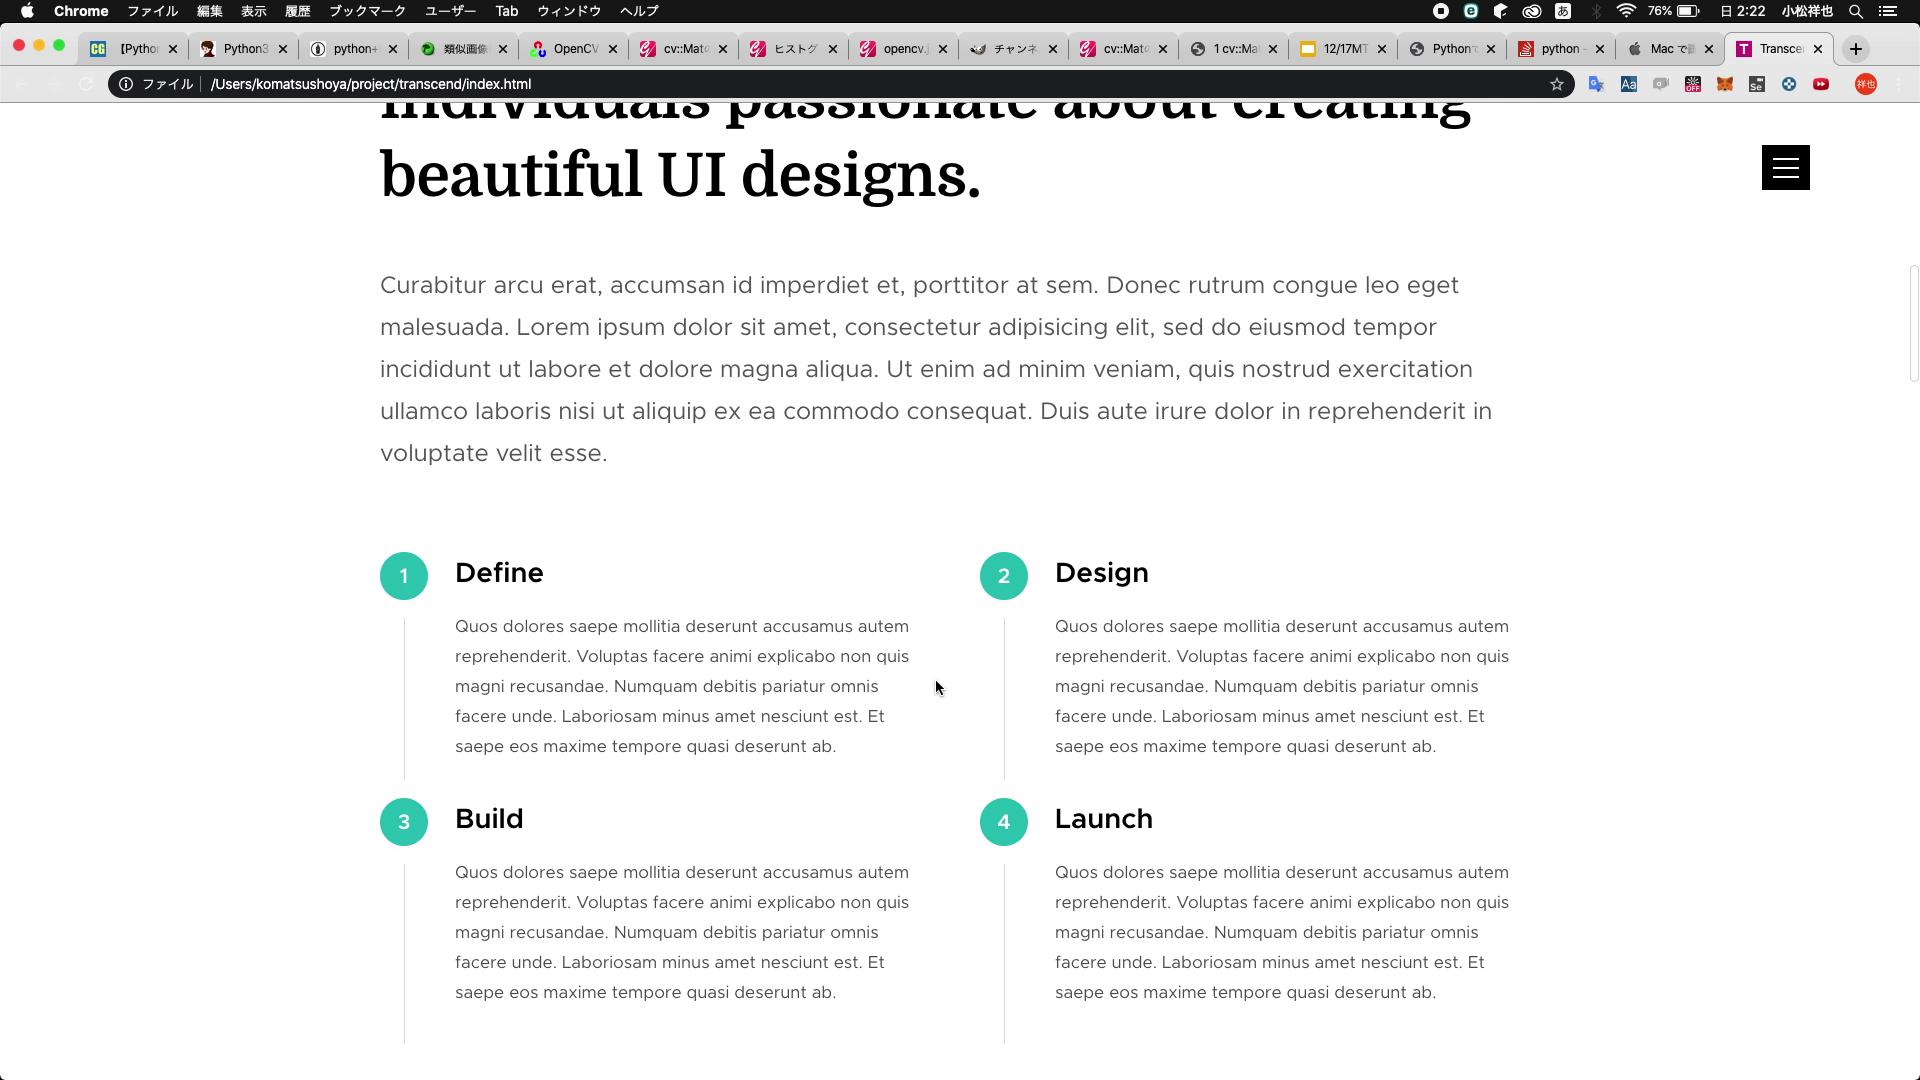 Chrome ファイル 編集 表示 履歴 ブックマーク ユーザー Tab ウィンドウ ヘルプ あ 76% 日 2:22 小松祥也
CG 【Pytho Python3 python+ 類似画像 OpenCV cv::Mat ヒストグ opencv. チャンネ cv::Mat 1 cv::Ma 12/17MT Python python - Mac で T Transce
ファイル /Users/komatsushoya/project/transcend/index.html Aa OFF Se 祥也
individuals passionate about creating
beautiful UI designs.
Curabitur arcu erat, accumsan id imperdiet et, porttitor at sem. Donec rutrum congue leo eget
malesuada. Lorem ipsum dolor sit amet, consectetur adipisicing elit, sed do eiusmod tempor
incididunt ut labore et dolore magna aliqua. Ut enim ad minim veniam, quis nostrud exercitation
ullamco laboris nisi ut aliquip ex ea commodo consequat. Duis aute irure dolor in reprehenderit in
voluptate velit esse.
1 Define
Quos dolores saepe mollitia deserunt accusamus autem
reprehenderit. Voluptas facere animi explicabo non quis
magni recusandae. Numquam debitis pariatur omnis
facere unde. Laboriosam minus amet nesciunt est. Et
saepe eos maxime tempore quasi deserunt ab.
2 Design
Quos dolores saepe mollitia deserunt accusamus autem
reprehenderit. Voluptas facere animi explicabo non quis
magni recusandae. Numquam debitis pariatur omnis
facere unde. Laboriosam minus amet nesciunt est. Et
saepe eos maxime tempore quasi deserunt ab.
3 Build
Quos dolores saepe mollitia deserunt accusamus autem
reprehenderit. Voluptas facere animi explicabo non quis
magni recusandae. Numquam debitis pariatur omnis
facere unde. Laboriosam minus amet nesciunt est. Et
saepe eos maxime tempore quasi deserunt ab.
4 Launch
Quos dolores saepe mollitia deserunt accusamus autem
reprehenderit. Voluptas facere animi explicabo non quis
magni recusandae. Numquam debitis pariatur omnis
facere unde. Laboriosam minus amet nesciunt est. Et
saepe eos maxime tempore quasi deserunt ab.